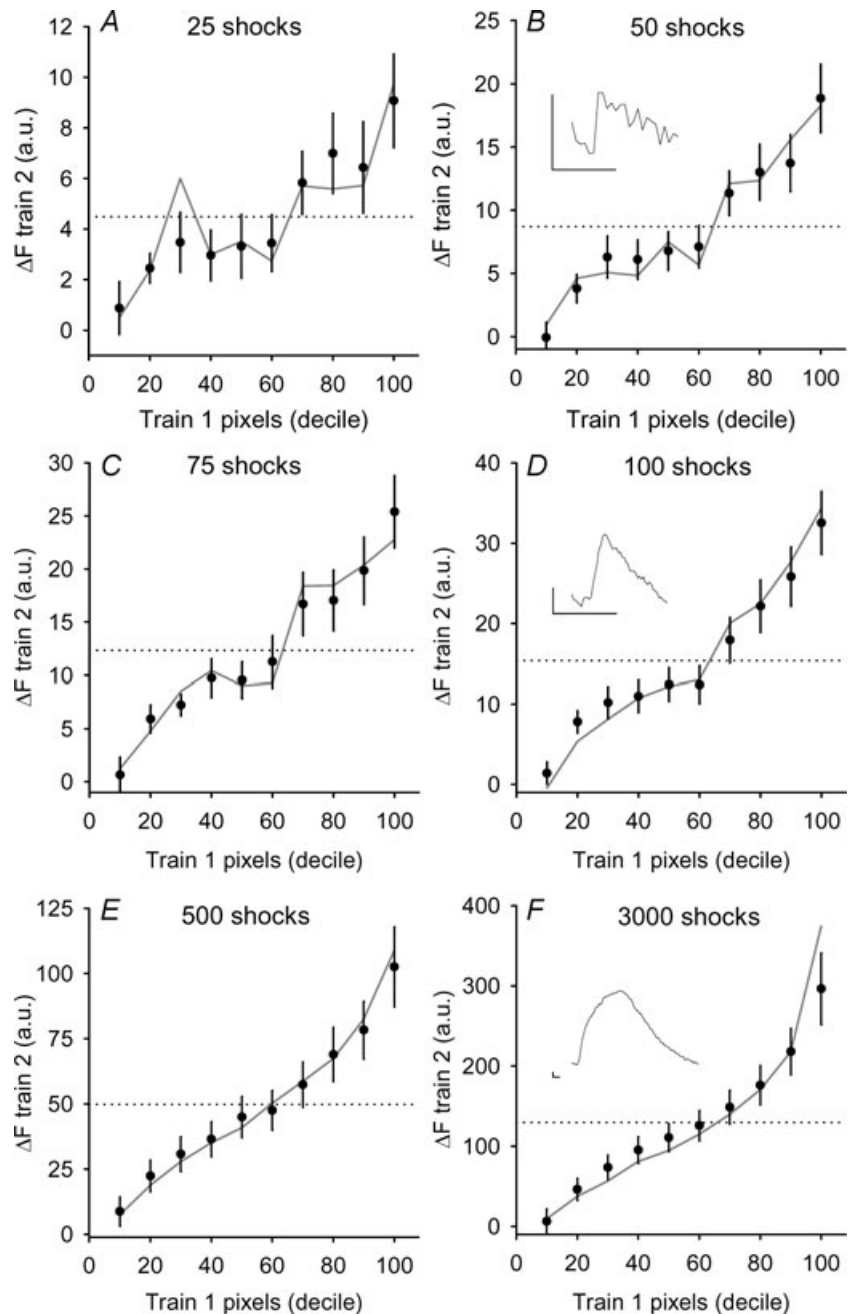 A 25 shocks
ΔF train 2 (a.u.)
12
10
8
6
4
2
0
0 20 40 60 80 100
Train 1 pixels (decile)
B 50 shocks
ΔF train 2 (a.u.)
25
20
15
10
5
0
0 20 40 60 80 100
Train 1 pixels (decile)
C 75 shocks
ΔF train 2 (a.u.)
30
25
20
15
10
5
0
0 20 40 60 80 100
Train 1 pixels (decile)
D 100 shocks
ΔF train 2 (a.u.)
40
30
20
10
0
0 20 40 60 80 100
Train 1 pixels (decile)
E 500 shocks
ΔF train 2 (a.u.)
125
100
75
50
25
0
0 20 40 60 80 100
Train 1 pixels (decile)
F 3000 shocks
ΔF train 2 (a.u.)
400
300
200
100
0
0 20 40 60 80 100
Train 1 pixels (decile)